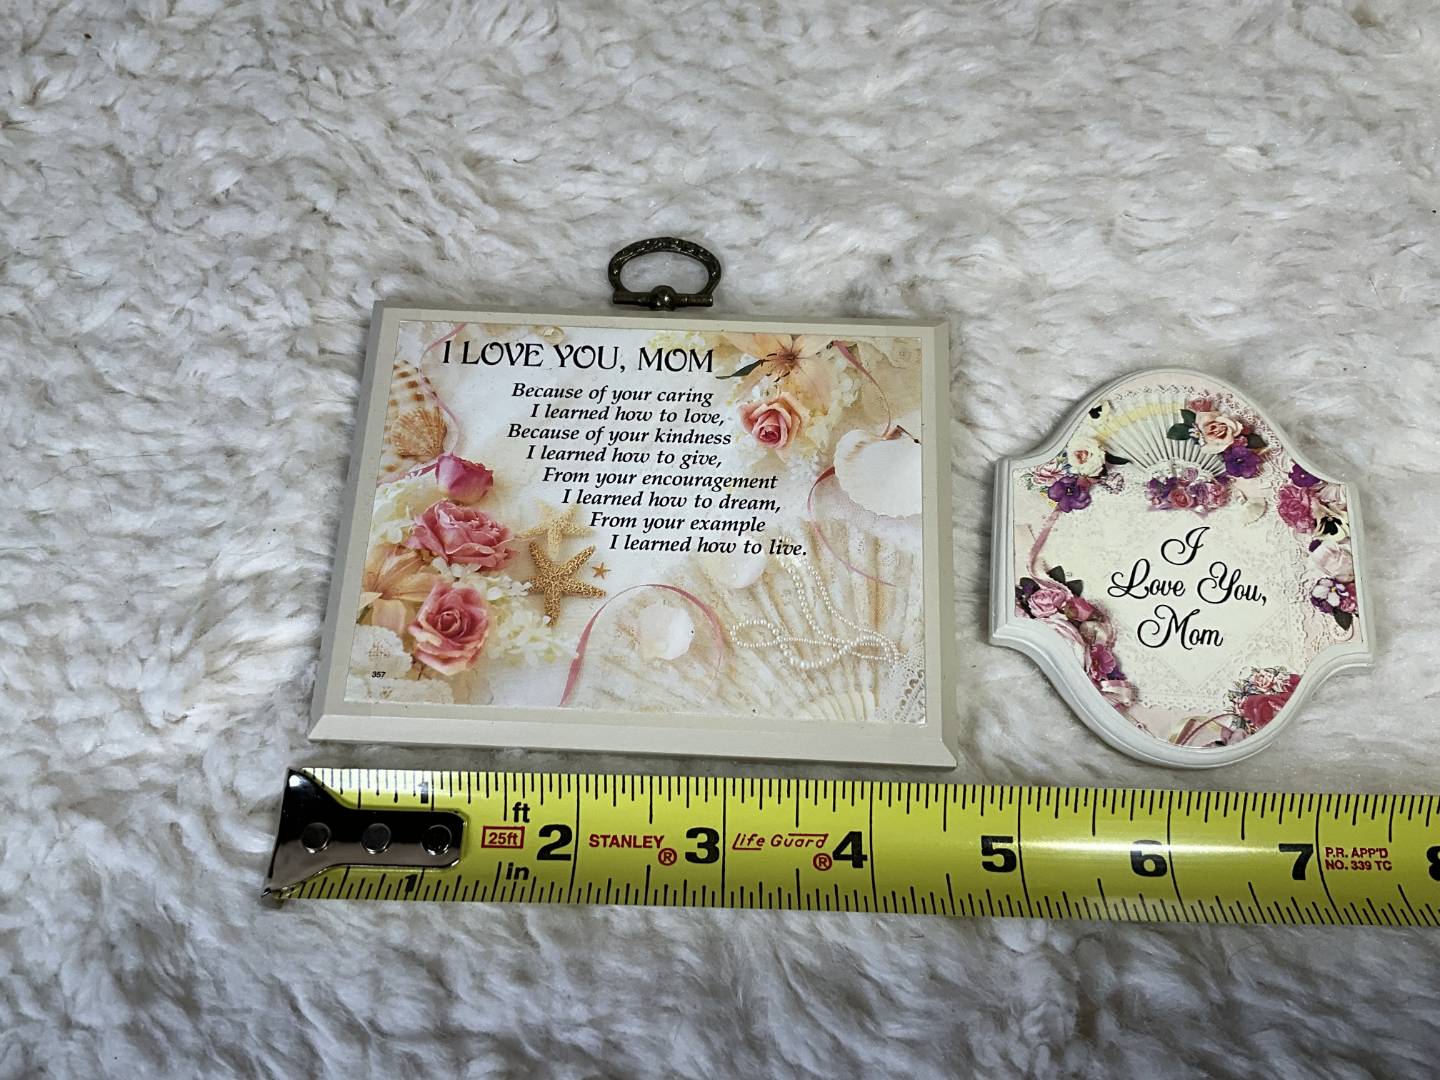 I LOVE YOU, MOM
Because of your caring
I learned how to love,
Because of your kindness
I learned how to give,
From your encouragement
I learned how to dream,
From your example
I learned how to live.
357
I
Love You,
Mom
1 ft
25ft 2 STANLEY® 3 Life Guard® 4 5 6 7 P.R. APP'D 8
NO. 339 TC
1 in